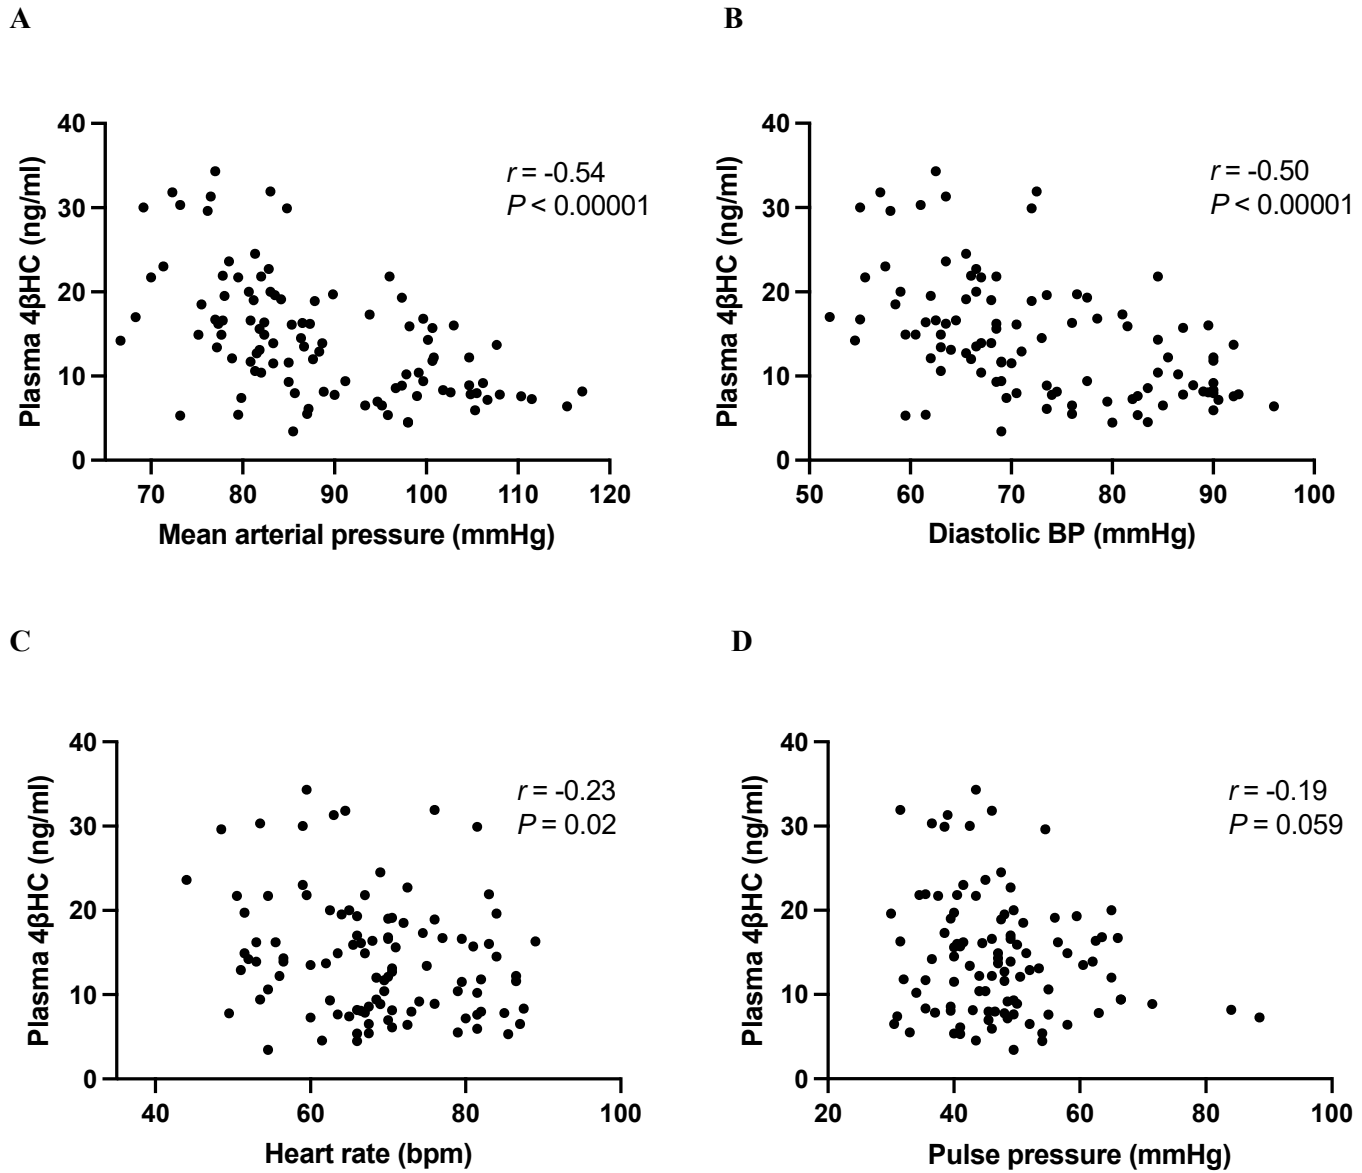 A
40
30
20
10
0
Plasma 4βHC (ng/ml)
r = -0.54
P < 0.00001
70 80 90 100 110 120
Mean arterial pressure (mmHg)
B
40
30
20
10
0
Plasma 4βHC (ng/ml)
r = -0.50
P < 0.00001
50 60 70 80 90 100
Diastolic BP (mmHg)
C
40
30
20
10
0
Plasma 4βHC (ng/ml)
r = -0.23
P = 0.02
40 60 80 100
Heart rate (bpm)
D
40
30
20
10
0
Plasma 4βHC (ng/ml)
r = -0.19
P = 0.059
20 40 60 80 100
Pulse pressure (mmHg)